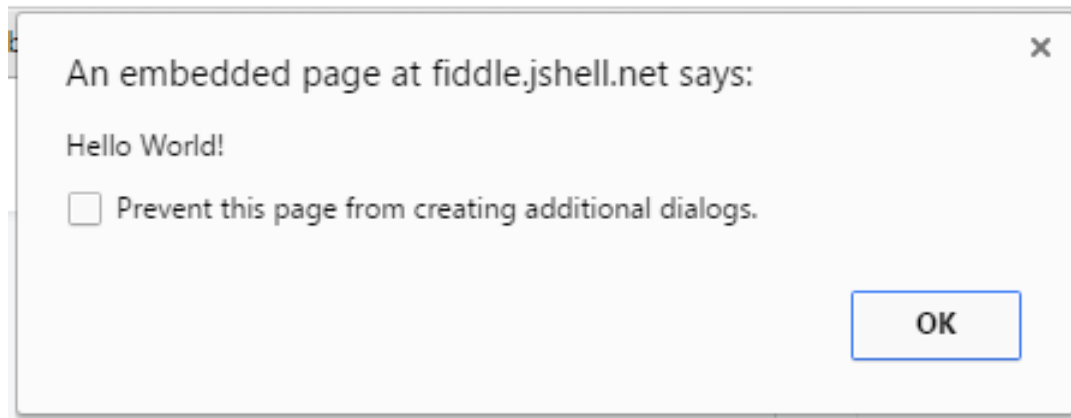 An embedded page at fiddle.jshell.net says:
Hello World!
Prevent this page from creating additional dialogs.
OK